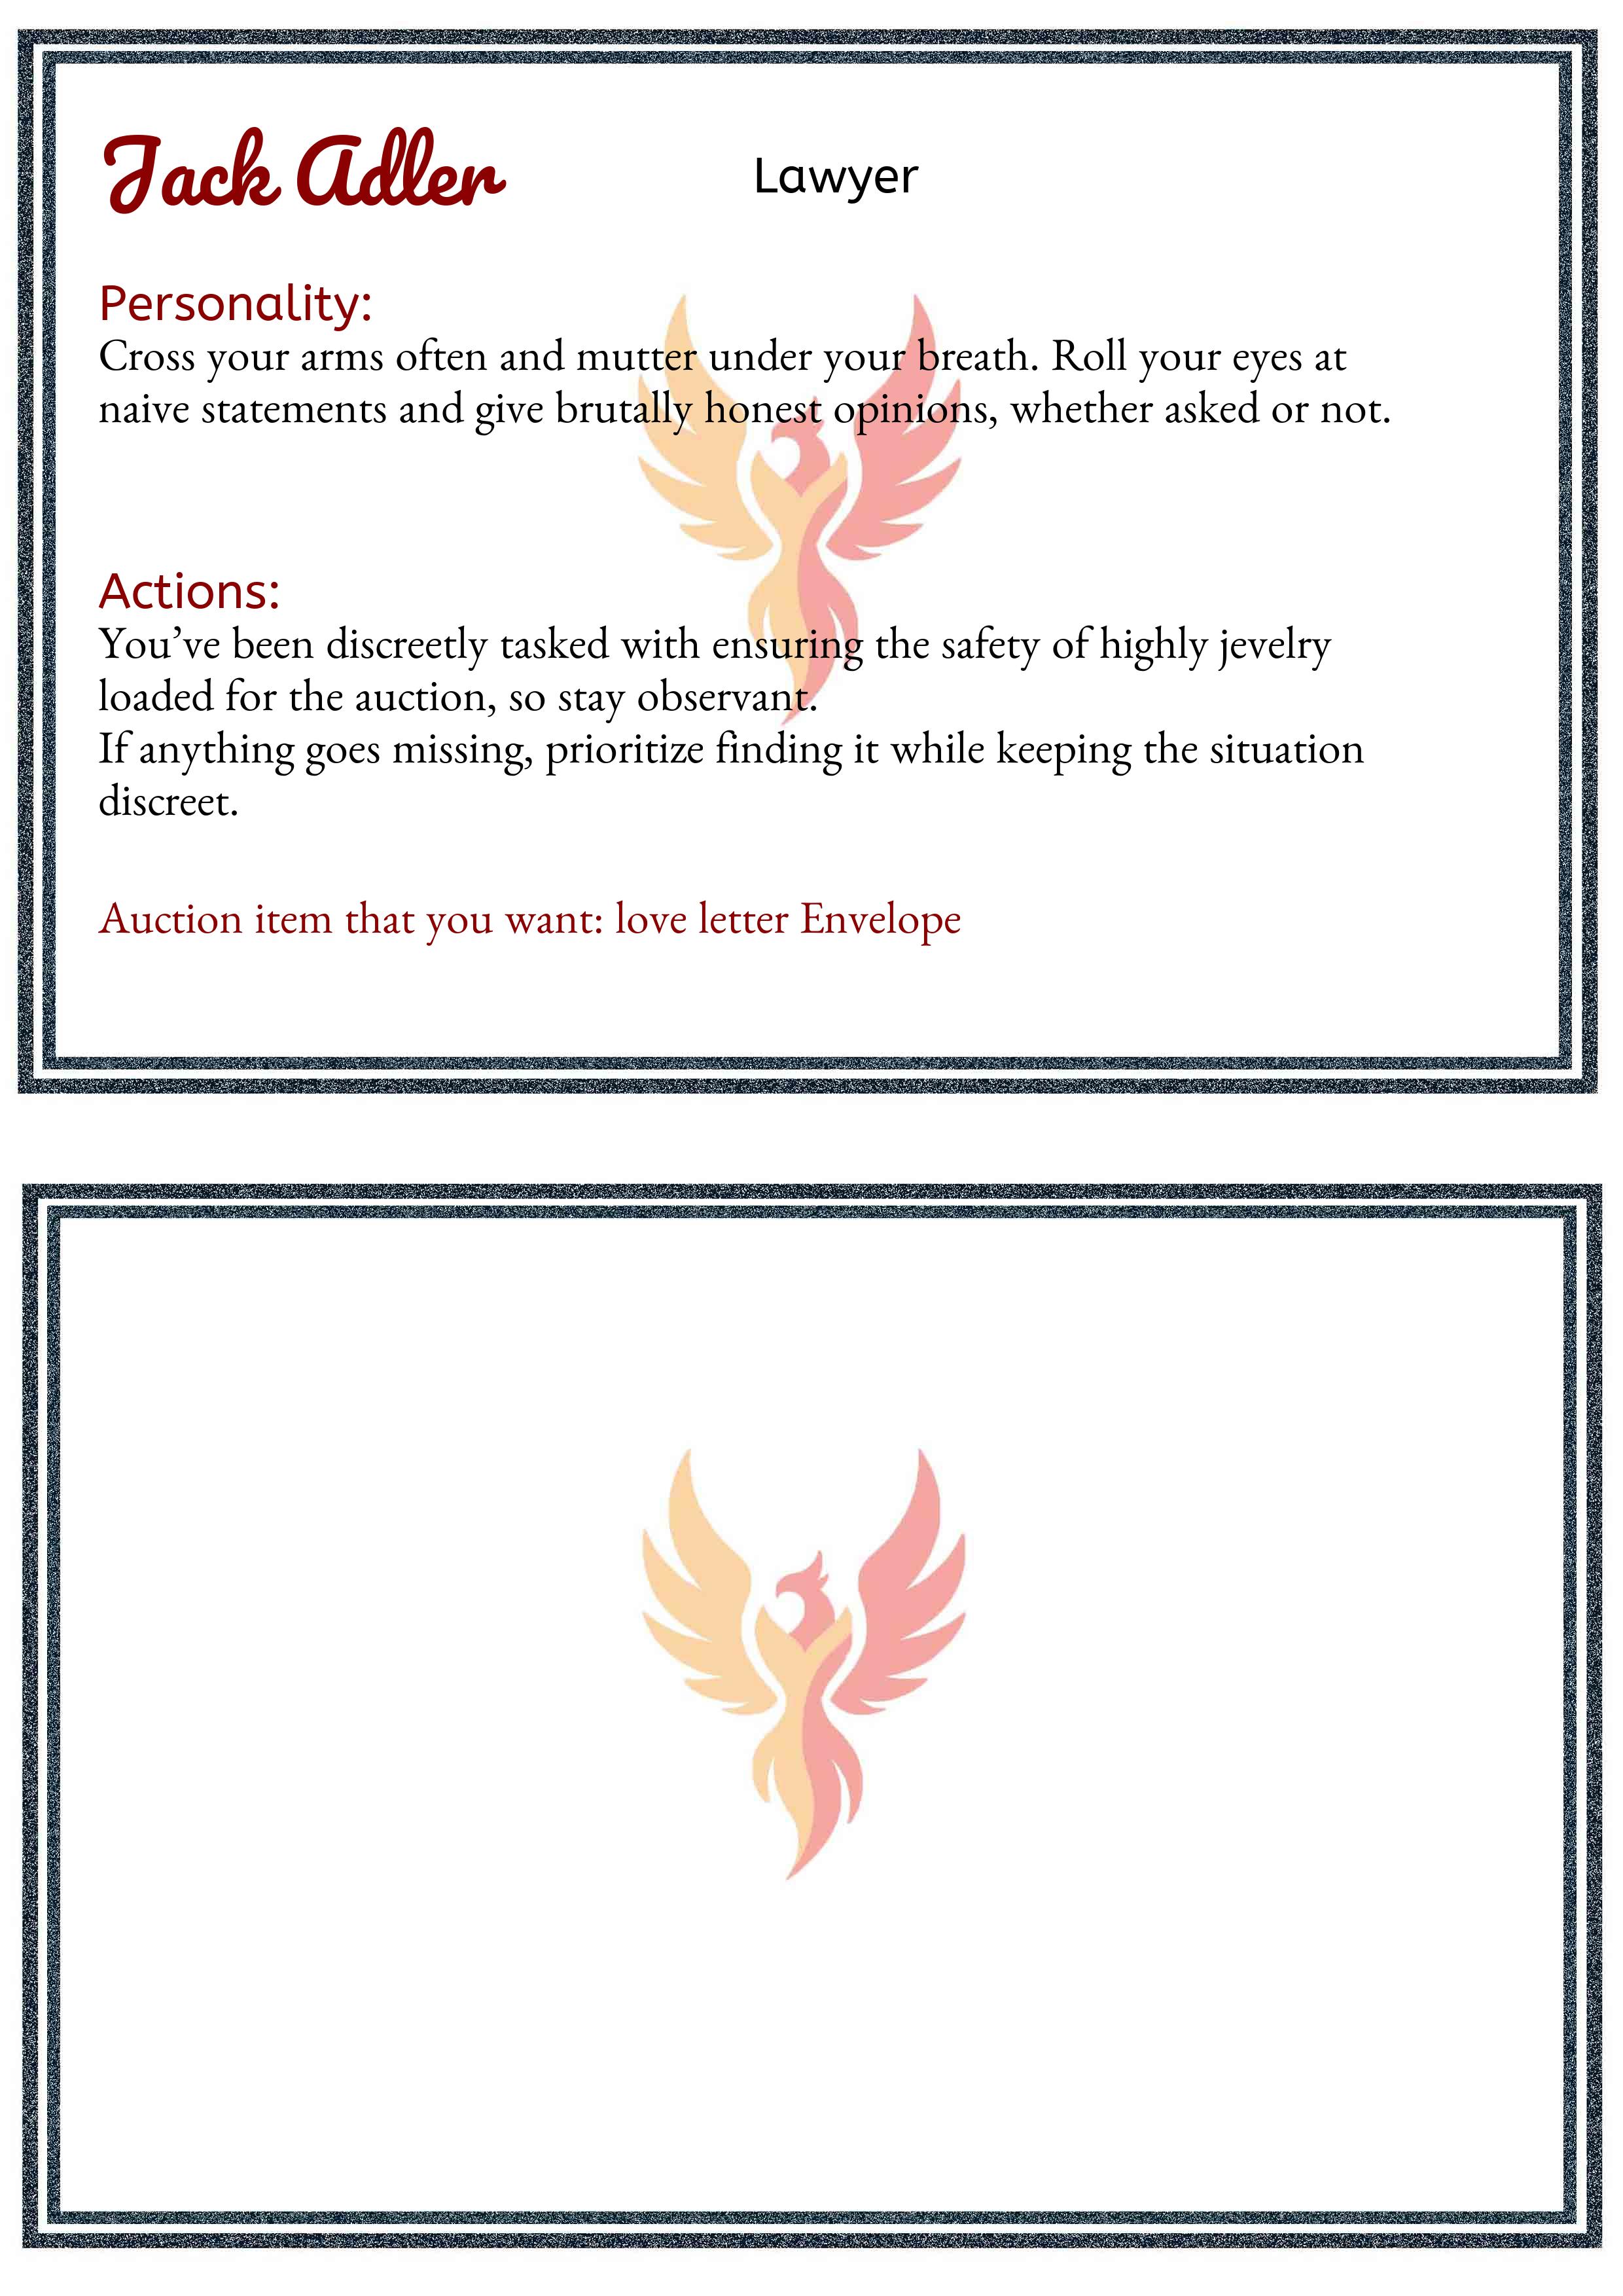 Jack Adler
Lawyer
Personality:
Cross your arms often and mutter under your breath. Roll your eyes at
naive statements and give brutally honest opinions, whether asked or not.
Actions:
You’ve been discreetly tasked with ensuring the safety of highly jevelry
loaded for the auction, so stay observant.
If anything goes missing, prioritize finding it while keeping the situation
discreet.
Auction item that you want: love letter Envelope